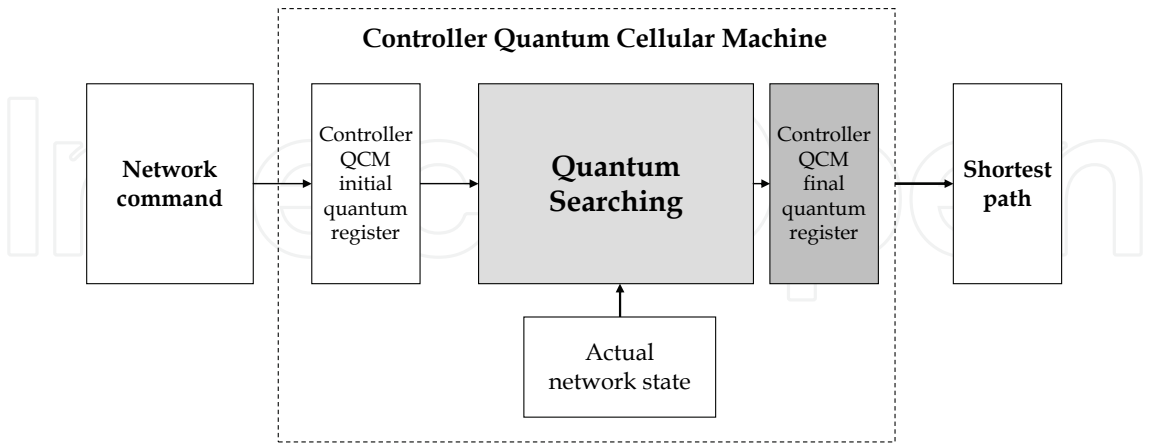 Controller Quantum Cellular Machine
Network
command
Controller
QCM
initial
quantum
register
Quantum
Searching
Controller
QCM
final
quantum
register
Shortest
path
Actual
network state